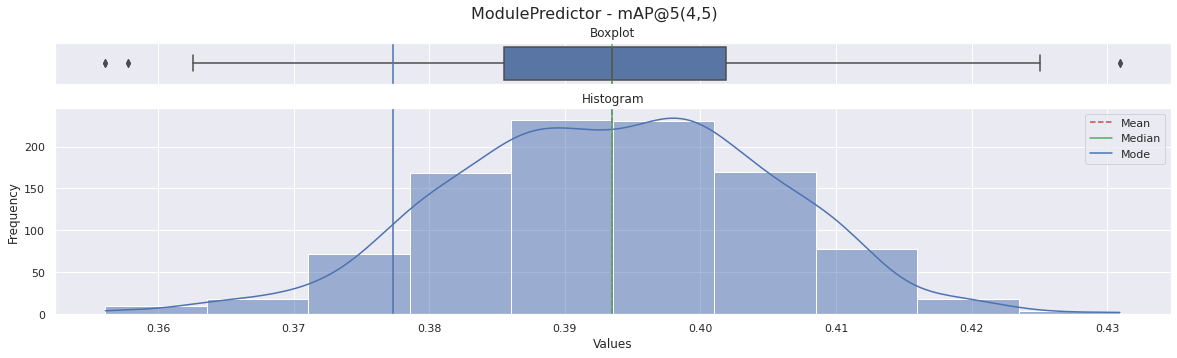 ModulePredictor - mAP@5(4,5)
Boxplot
Histogram
Mean
Median
Mode
Frequency
200
150
100
50
0
0.36 0.37 0.38 0.39 0.40 0.41 0.42 0.43
Values